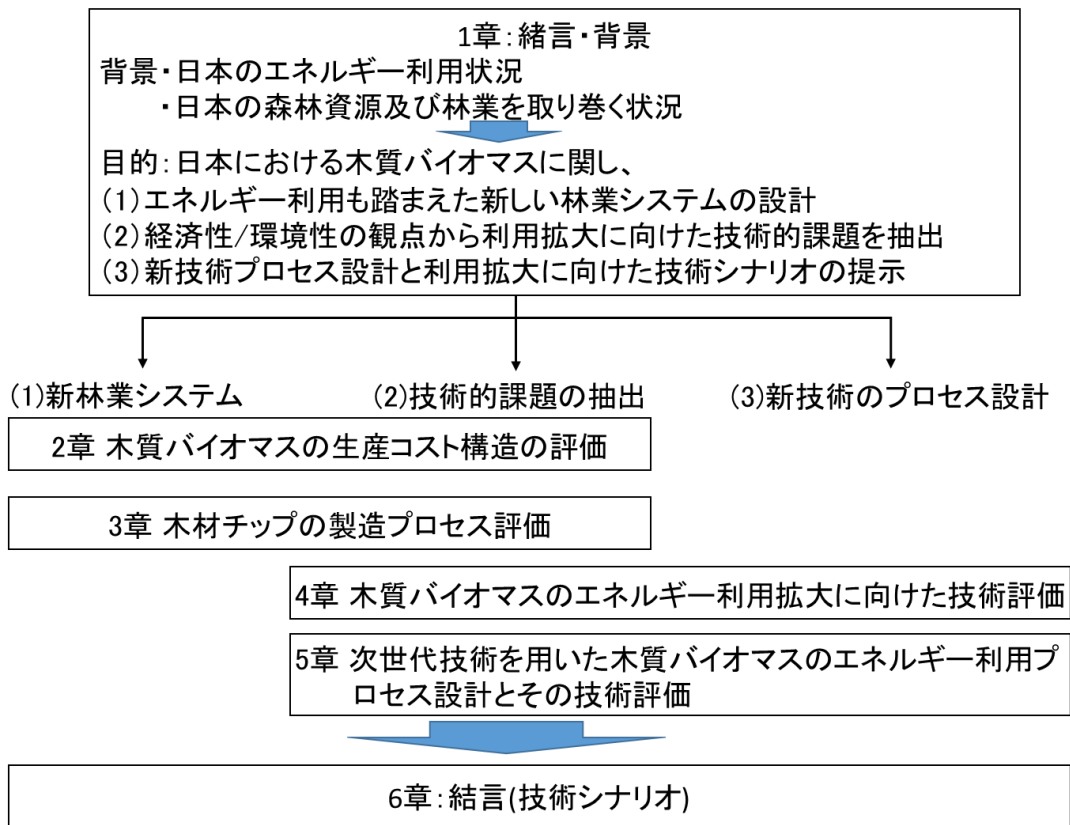 1章：緒言・背景
背景・日本のエネルギー利用状況
・日本の森林資源及び林業を取り巻く状況
目的：日本における木質バイオマスに関し、
(1)エネルギー利用も踏まえた新しい林業システムの設計
(2)経済性/環境性の観点から利用拡大に向けた技術的課題を抽出
(3)新技術プロセス設計と利用拡大に向けた技術シナリオの提示
(1)新林業システム
(2)技術的課題の抽出
(3)新技術のプロセス設計
2章 木質バイオマスの生産コスト構造の評価
3章 木材チップの製造プロセス評価
4章 木質バイオマスのエネルギー利用拡大に向けた技術評価
5章 次世代技術を用いた木質バイオマスのエネルギー利用プ
ロセス設計とその技術評価
6章：結言(技術シナリオ)